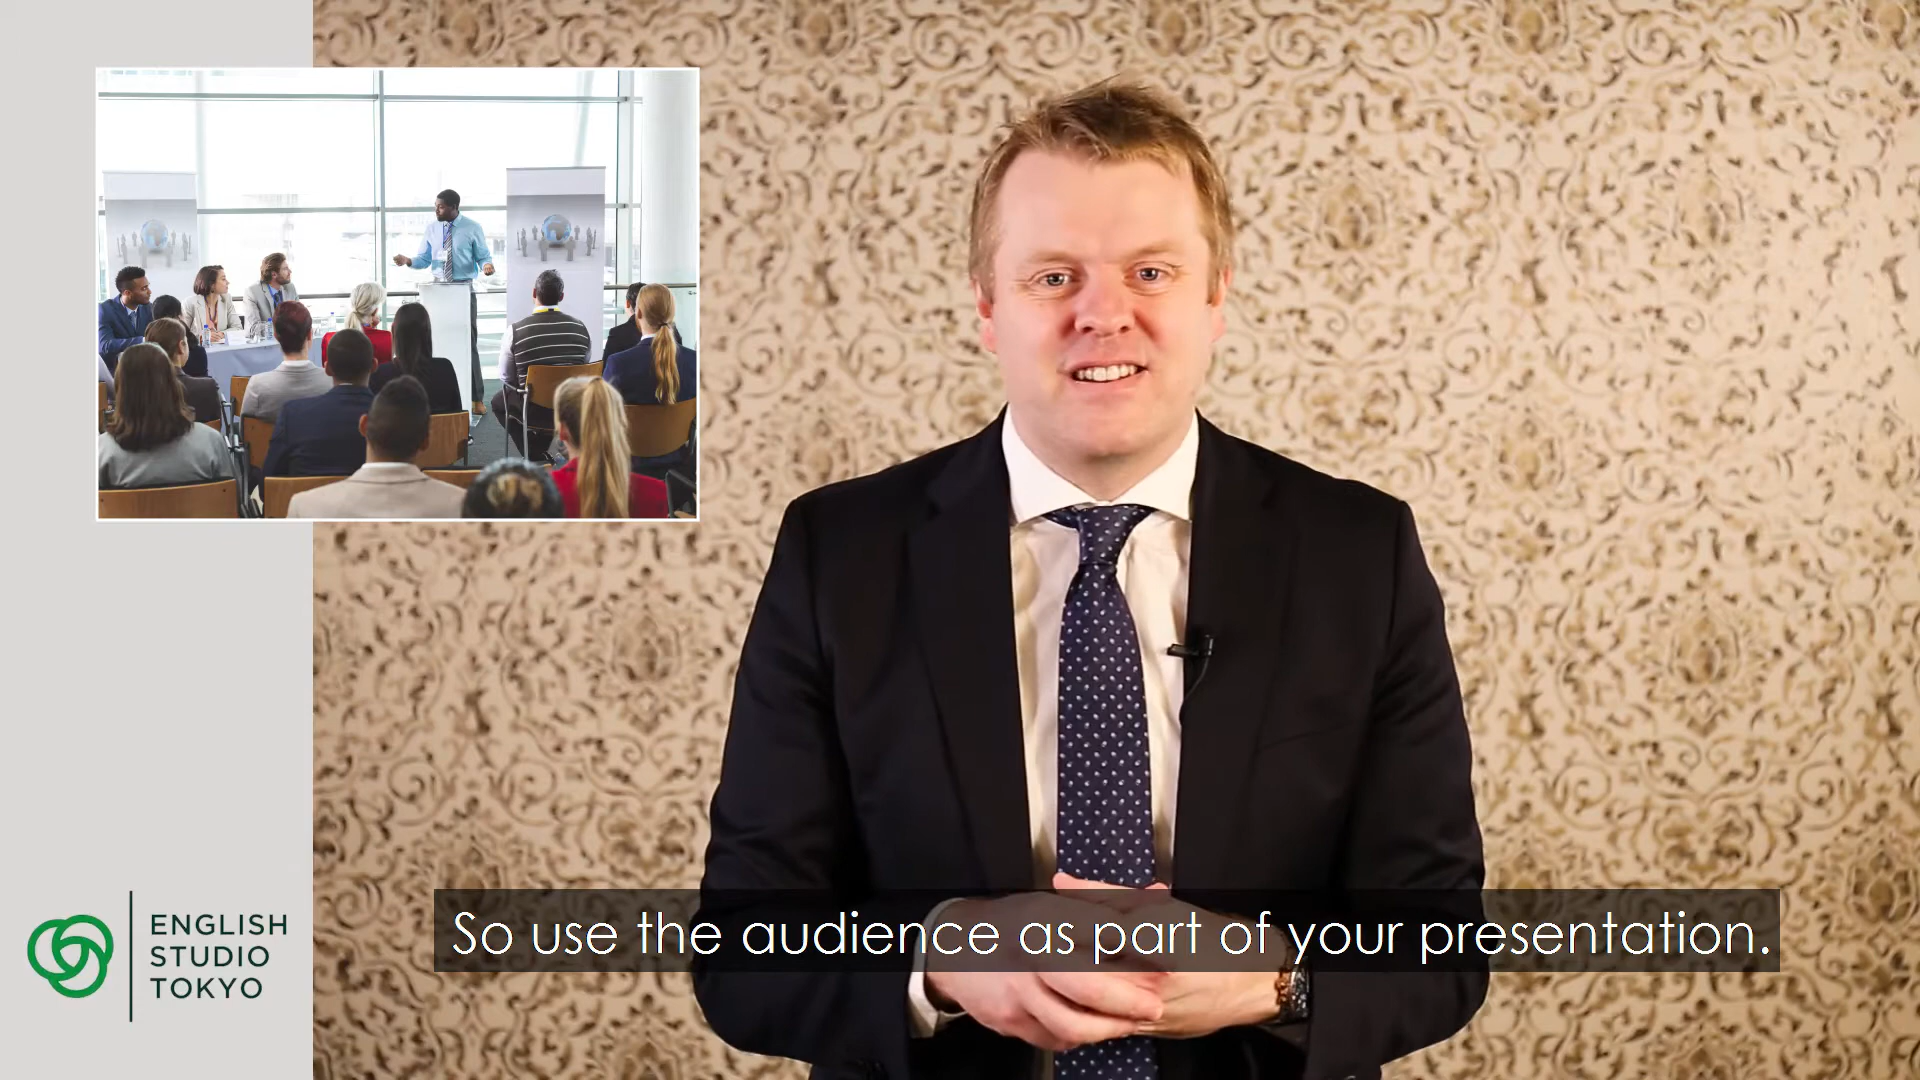 ENGLISH
STUDIO
TOKYO
So use the audience as part of your presentation.